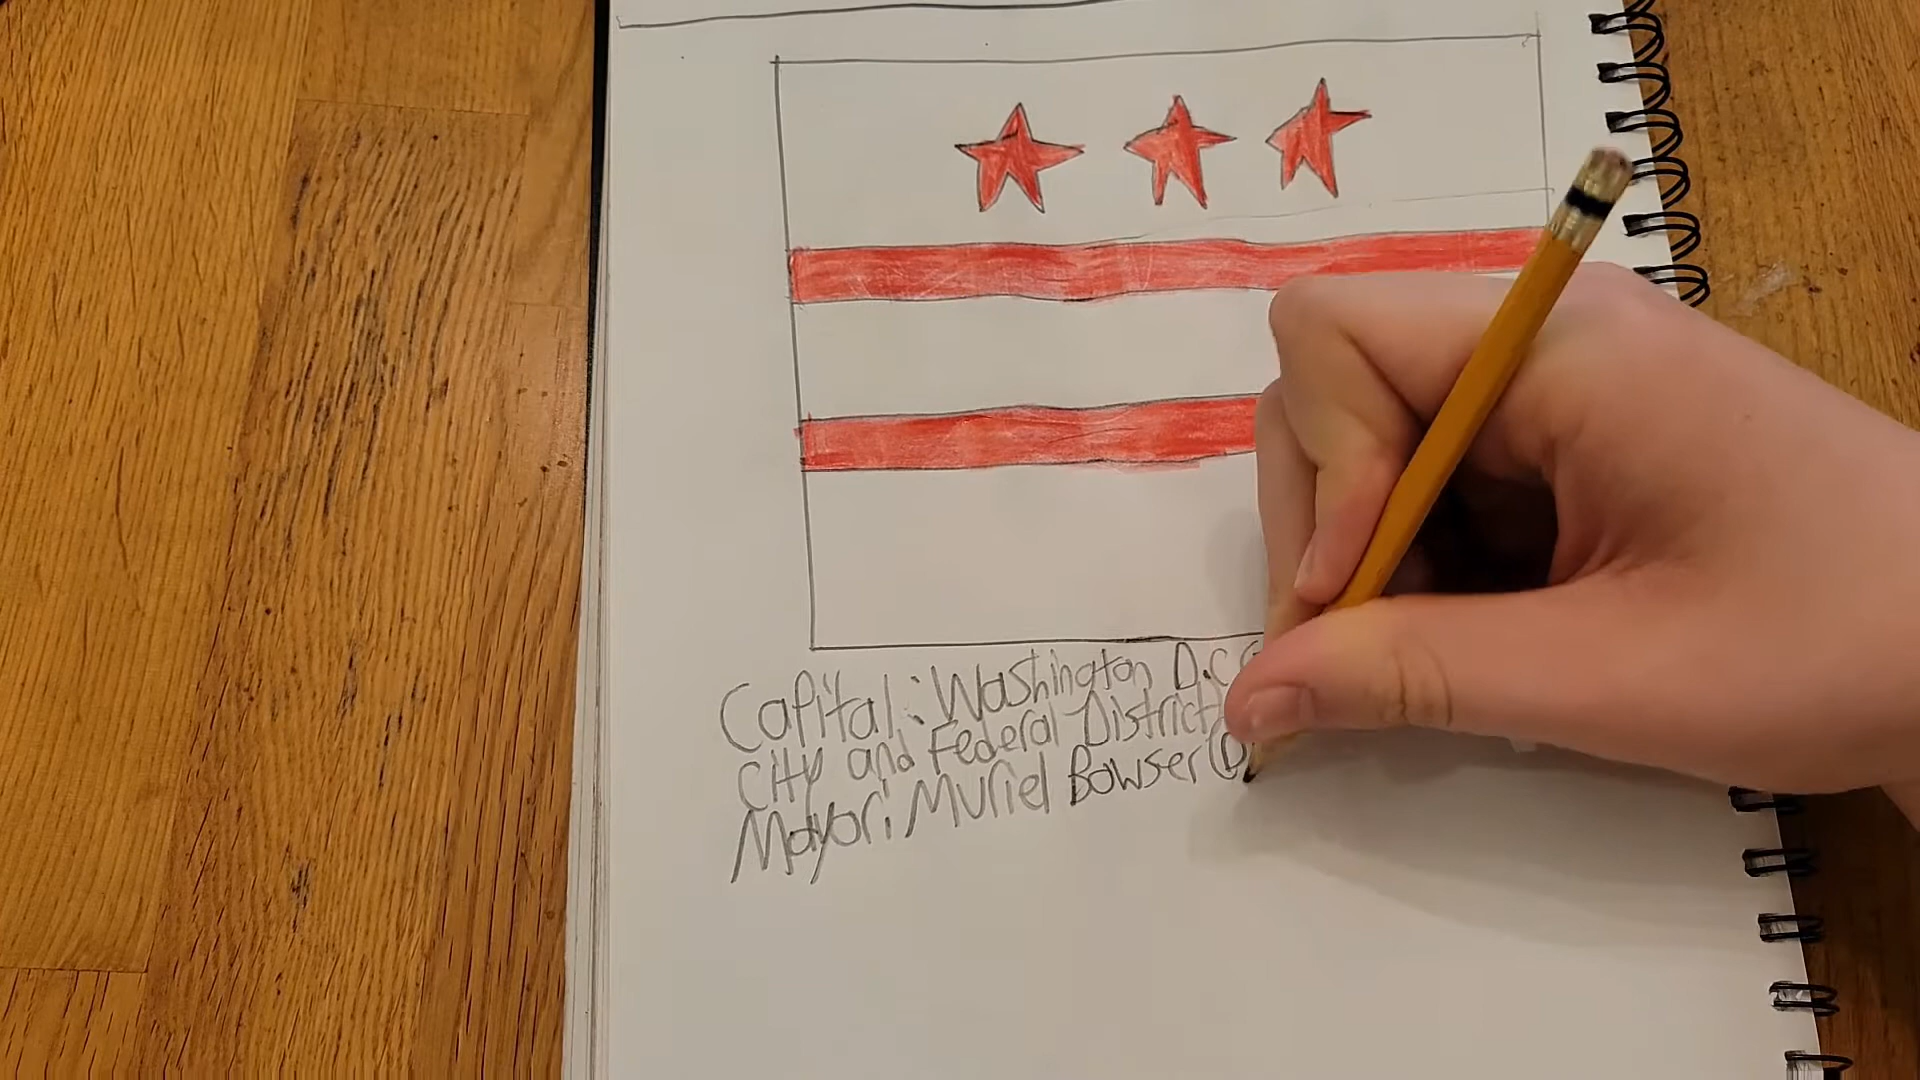 Capital: Washington D.C
City and Federal District
Mayor: Muriel Bowser (D